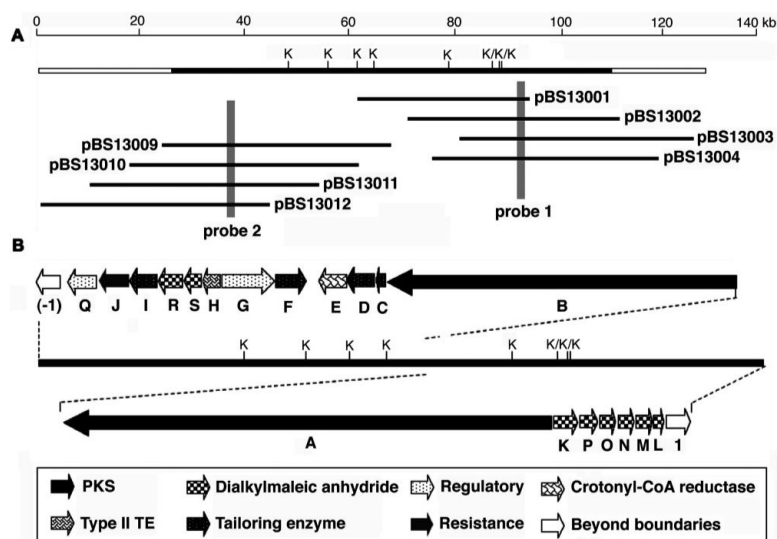 0 20 40 60 80 100 120 140 kb
A
K K K K K K/K/K
pBS13001
pBS13002
pBS13009 pBS13003
pBS13010 pBS13004
pBS13011
pBS13012 probe 1
probe 2
B
(-1) Q J I R S H G F E D C B
K K K K K K/K/K
A K P O N M L 1
PKS Dialkylmaleic anhydride Regulatory Crotonyl-CoA reductase
Type II TE Tailoring enzyme Resistance Beyond boundaries